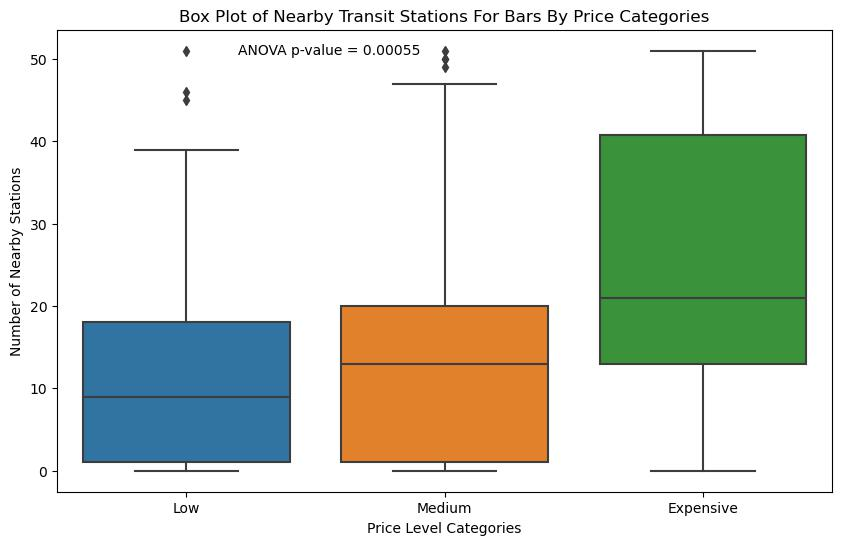 Box Plot of Nearby Transit Stations For Bars By Price Categories
ANOVA p-value = 0.00055
Number of Nearby Stations
50
40
30
20
10
0
Low
Medium
Expensive
Price Level Categories